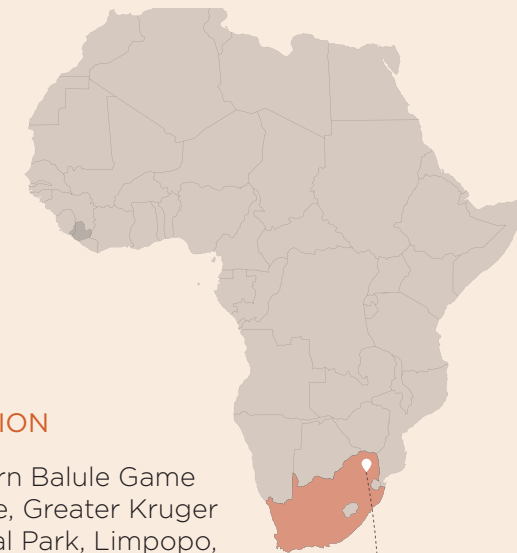 ION
rn Balule Game
e, Greater Kruger
al Park, Limpopo,